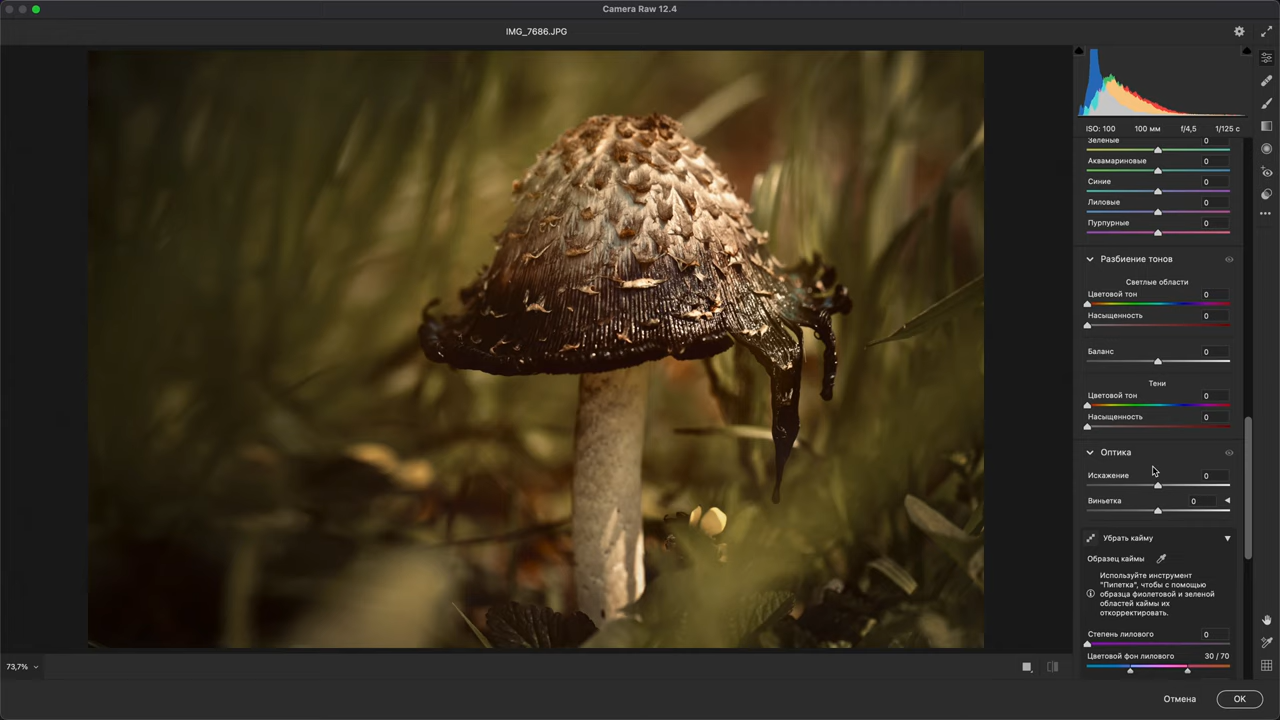 Camera Raw 12.4
IMG_7686.JPG
ISO: 100 100 мм f/4,5 1/125 с
Зеленые 0
Аквамариновые 0
Синие 0
Лиловые 0
Пурпурные 0
Разбиение тонов
Светлые области
Цветовой тон 0
Насыщенность 0
Баланс 0
Тени
Цветовой тон 0
Насыщенность 0
Оптика
Искажение 0
Виньетка 0
Убрать кайму
Образец каймы
Используйте инструмент
"Пипетка", чтобы с помощью
образца фиолетовой и зеленой
областей каймы их
откорректировать.
Степень лилового 0
Цветовой фон лилового 30 / 70
73,7%
Отмена OK